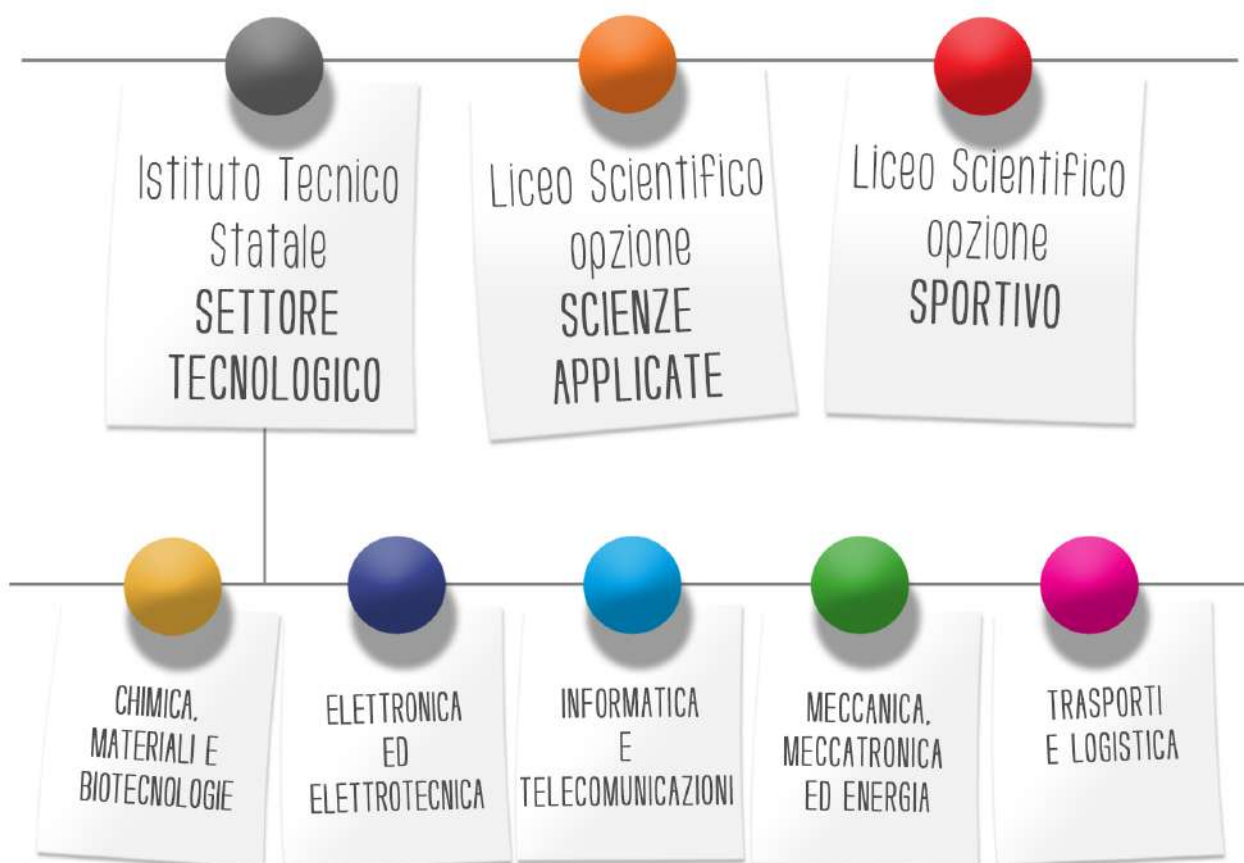 Istituto Tecnico
Statale
SETTORE
TECNOLOGICO
Liceo Scientifico
opzione
SCIENZE
APPLICATE
Liceo Scientifico
opzione
SPORTIVO
CHIMICA,
MATERIALI E
BIOTECNOLOGIE
ELETTRONICA
ED
ELETTROTECNICA
INFORMATICA
E
TELECOMUNICAZIONI
MECCANICA,
MECCATRONICA
ED ENERGIA
TRASPORTI
E LOGISTICA